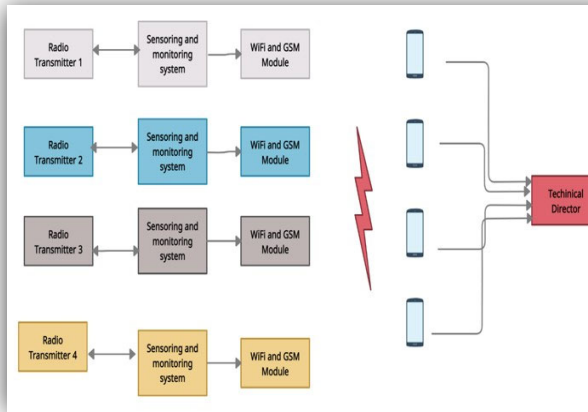 Radio
Transmitter 1
Sensoring and
monitoring
system
WiFi and GSM
Module
Radio
Transmitter 2
Sensoring and
monitoring
system
WiFi and GSM
Module
Radio
Transmitter 3
Sensoring and
monitoring
system
WiFi and GSM
Module
Radio
Transmitter 4
Sensoring and
monitoring
system
WiFi and GSM
Module
Techinical
Director